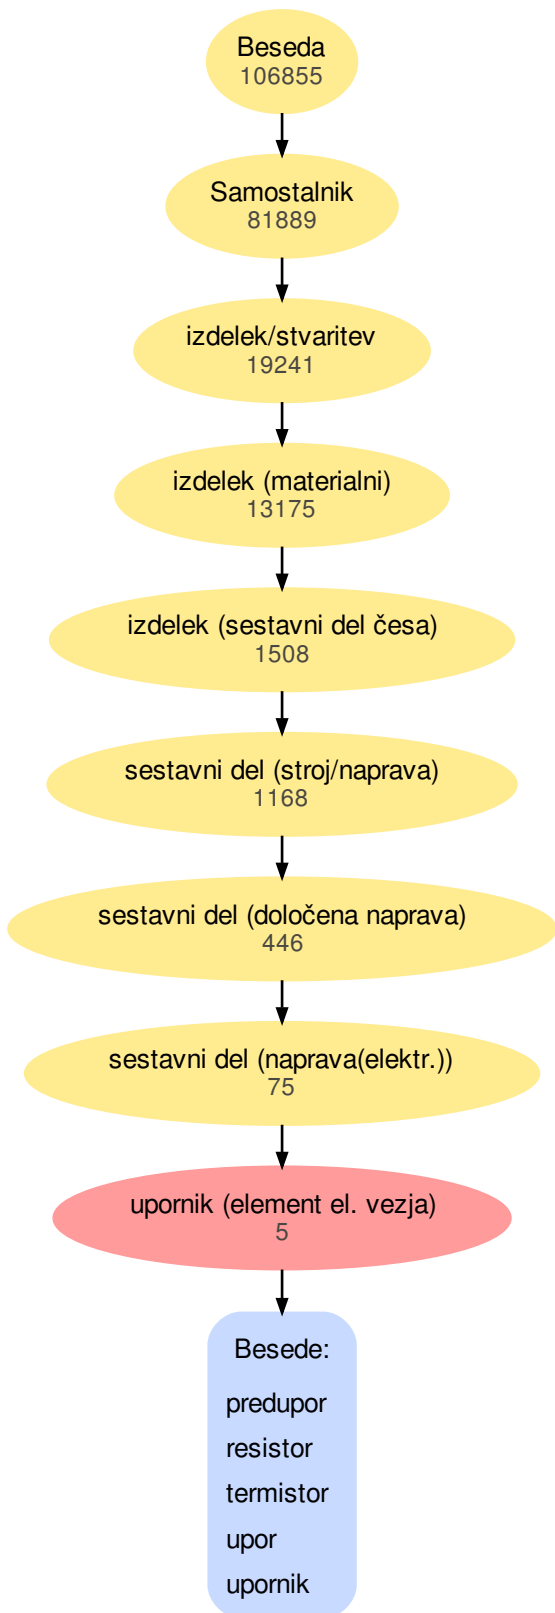 Beseda
106855
Samostalnik
81889
izdelek/stvaritev
19241
izdelek (materialni)
13175
izdelek (sestavni del česa)
1508
sestavni del (stroj/naprava)
1168
sestavni del (določena naprava)
446
sestavni del (naprava(elektr.))
75
upornik (element el. vezja)
5
Besede:
predupor
resistor
termistor
upor
upornik